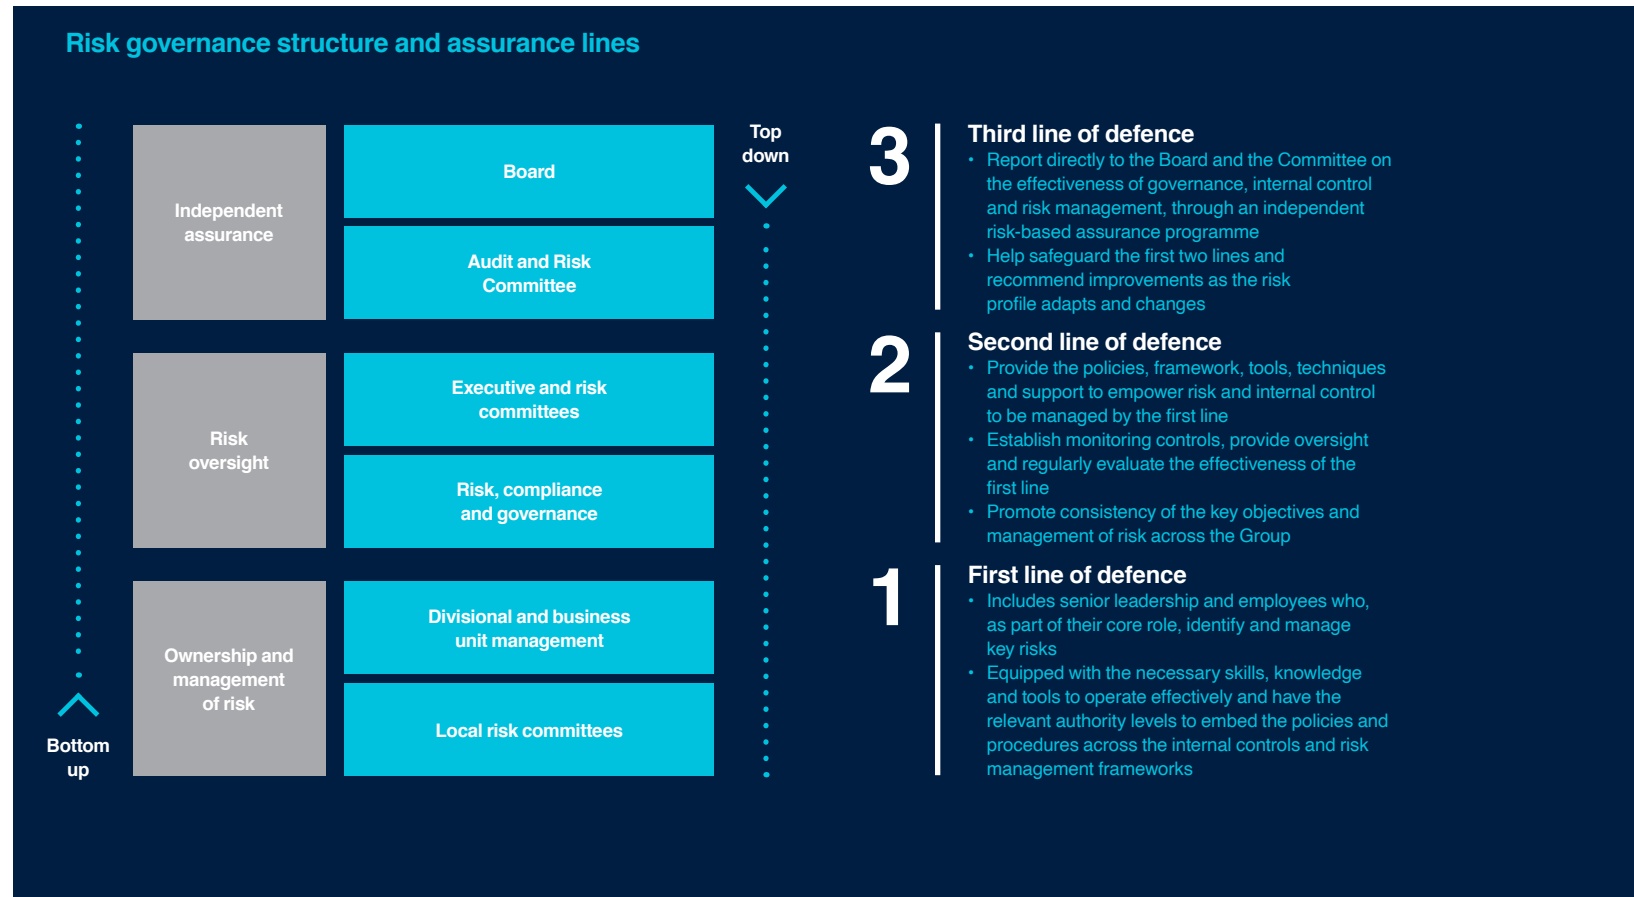 Risk governance structure and assurance lines
Bottom
up
Independent
assurance
Board
Audit and Risk
Committee
Risk
oversight
Executive and risk
committees
Risk, compliance
and governance
Ownership and
management
of risk
Divisional and business
unit management
Local risk committees
Top
down
3
Third line of defence
• Report directly to the Board and the Committee on
the effectiveness of governance, internal control
and risk management, through an independent
risk-based assurance programme
• Help safeguard the first two lines and
recommend improvements as the risk
profile adapts and changes
2
Second line of defence
• Provide the policies, framework, tools, techniques
and support to empower risk and internal control
to be managed by the first line
• Establish monitoring controls, provide oversight
and regularly evaluate the effectiveness of the
first line
• Promote consistency of the key objectives and
management of risk across the Group
1
First line of defence
• Includes senior leadership and employees who,
as part of their core role, identify and manage
key risks
• Equipped with the necessary skills, knowledge
and tools to operate effectively and have the
relevant authority levels to embed the policies and
procedures across the internal controls and risk
management frameworks